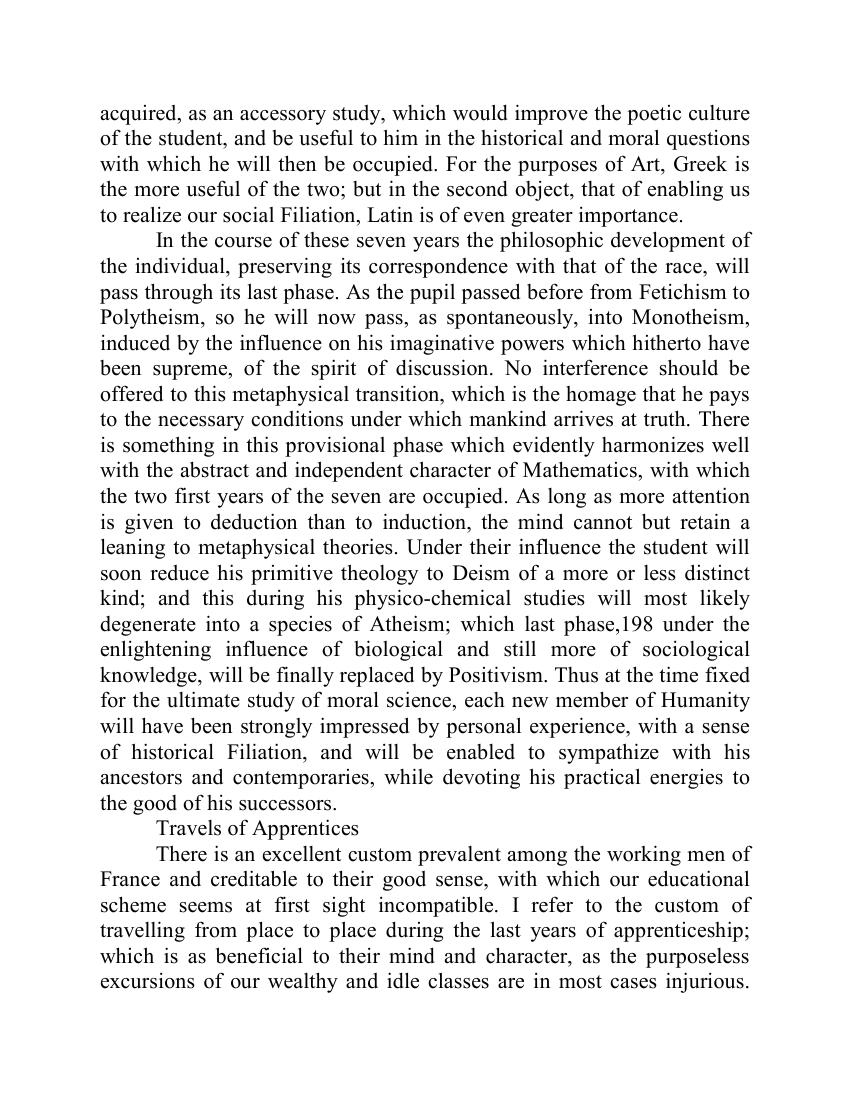 acquired, as an accessory study, which would improve the poetic culture
of the student, and be useful to him in the historical and moral questions
with which he will then be occupied. For the purposes of Art, Greek is
the more useful of the two; but in the second object, that of enabling us
to realize our social Filiation, Latin is of even greater importance.
In the course of these seven years the philosophic development of
the individual, preserving its correspondence with that of the race, will
pass through its last phase. As the pupil passed before from Fetichism to
Polytheism, so he will now pass, as spontaneously, into Monotheism,
induced by the influence on his imaginative powers which hitherto have
been supreme, of the spirit of discussion. No interference should be
offered to this metaphysical transition, which is the homage that he pays
to the necessary conditions under which mankind arrives at truth. There
is something in this provisional phase which evidently harmonizes well
with the abstract and independent character of Mathematics, with which
the two first years of the seven are occupied. As long as more attention
is given to deduction than to induction, the mind cannot but retain a
leaning to metaphysical theories. Under their influence the student will
soon reduce his primitive theology to Deism of a more or less distinct
kind; and this during his physico-chemical studies will most likely
degenerate into a species of Atheism; which last phase,198 under the
enlightening influence of biological and still more of sociological
knowledge, will be finally replaced by Positivism. Thus at the time fixed
for the ultimate study of moral science, each new member of Humanity
will have been strongly impressed by personal experience, with a sense
of historical Filiation, and will be enabled to sympathize with his
ancestors and contemporaries, while devoting his practical energies to
the good of his successors.
Travels of Apprentices
There is an excellent custom prevalent among the working men of
France and creditable to their good sense, with which our educational
scheme seems at first sight incompatible. I refer to the custom of
travelling from place to place during the last years of apprenticeship;
which is as beneficial to their mind and character, as the purposeless
excursions of our wealthy and idle classes are in most cases injurious.